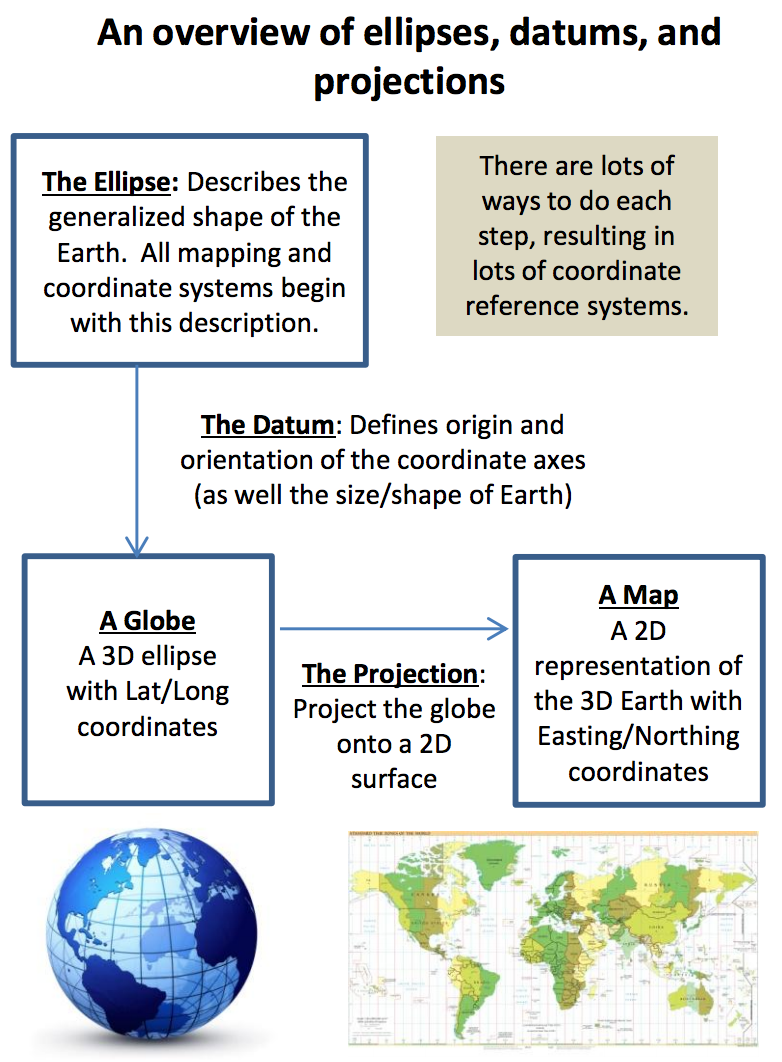 An overview of ellipses, datums, and
projections
The Ellipse: Describes the
generalized shape of the
Earth. All mapping and
coordinate systems begin
with this description.
There are lots of
ways to do each
step, resulting in
lots of coordinate
reference systems.
The Datum: Defines origin and
orientation of the coordinate axes
(as well the size/shape of Earth)
A Globe
A 3D ellipse
with Lat/Long
coordinates
The Projection:
Project the globe
onto a 2D
surface
A Map
A 2D
representation of
the 3D Earth with
Easting/Northing
coordinates
STANDARD TIME ZONES OF THE WORLD